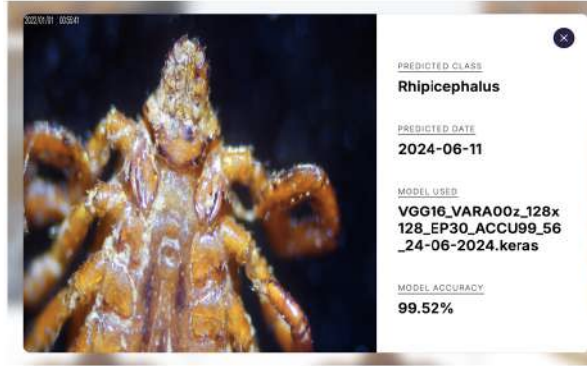 2022/01/01 00:56:41
PREDICTED CLASS
Rhipicephalus
PREDICTED DATE
2024-06-11
MODEL USED
VGG16_VARA00z_128x
128_EP30_ACCU99_56
_24-06-2024.keras
MODEL ACCURACY
99.52%